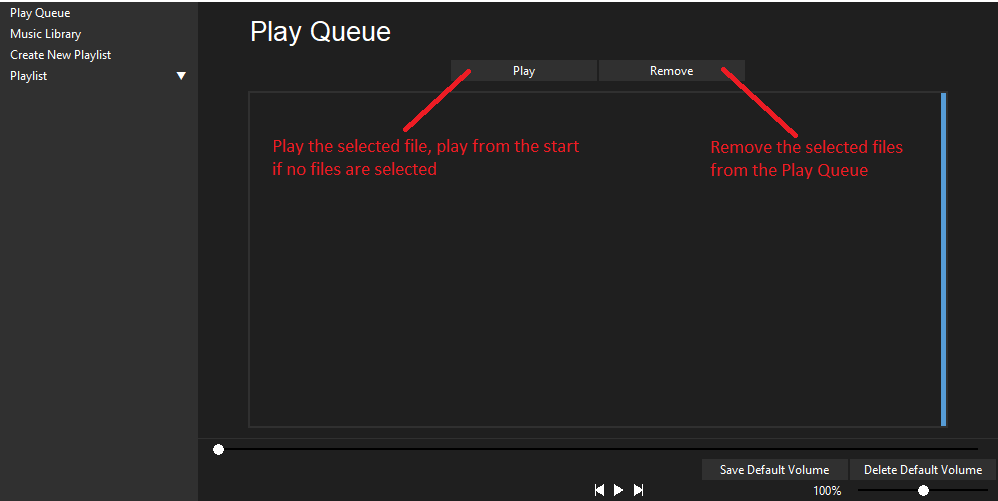 Play Queue
Music Library
Create New Playlist
Playlist
Play Queue
Play
Remove
Play the selected file, play from the start
if no files are selected
Remove the selected files
from the Play Queue
Save Default Volume
Delete Default Volume
100%